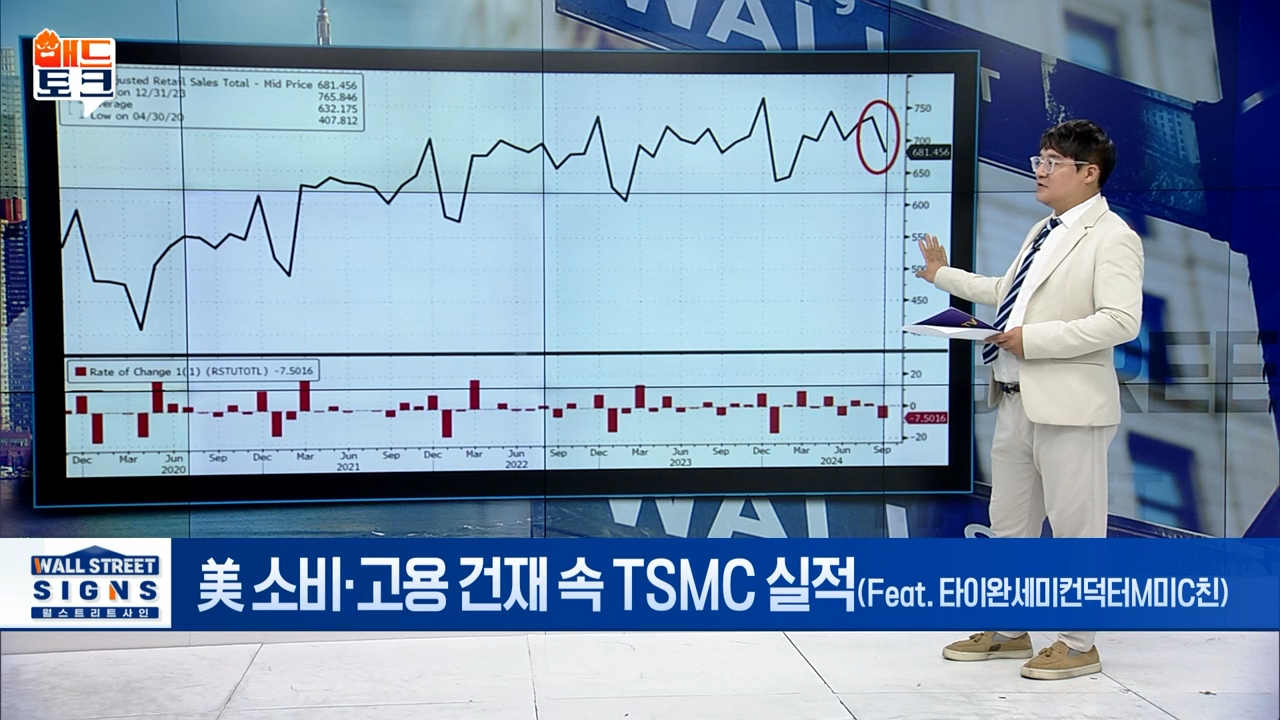 매드
토크
WALL
justed Retail Sales Total - Mid Price 681.456
on 12/31/23 765.846
verage 632.175
Low on 04/30/20 407.812
750
700
681.456
650
600
550
500
450
Rate of Change 1(1) (RSTUTOTL) -7.5016
20
0
-7.5016
-20
Dec Mar Jun Sep Dec Mar Jun Sep Dec Mar Jun Sep Dec Mar Jun Sep Dec Mar Jun Sep
2020 2021 2022 2023 2024
WALL S
WALL STREET
SIGNS
월스트리트사인
美 소비·고용 건재 속 TSMC 실적(Feat. 타이완세미컨덕터M미C친)